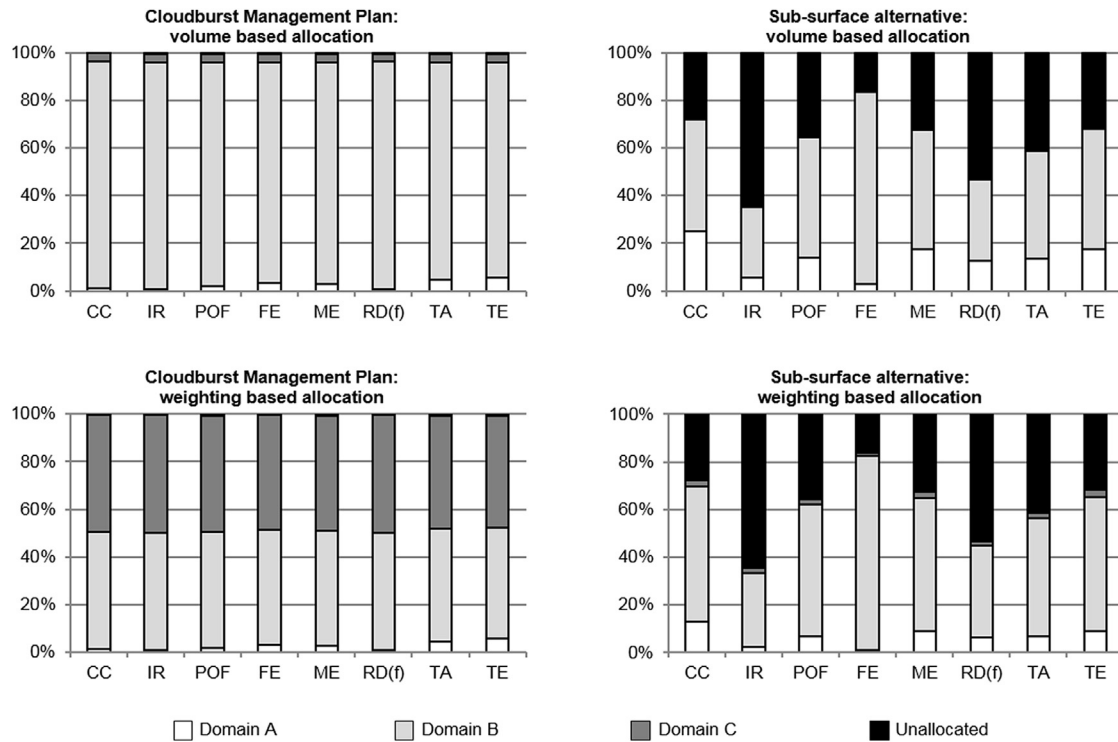 Cloudburst Management Plan:
volume based allocation
100%
80%
60%
40%
20%
0%
CC IR POF FE ME RD(f) TA TE
Sub-surface alternative:
volume based allocation
100%
80%
60%
40%
20%
0%
CC IR POF FE ME RD(f) TA TE
Cloudburst Management Plan:
weighting based allocation
100%
80%
60%
40%
20%
0%
CC IR POF FE ME RD(f) TA TE
Sub-surface alternative:
weighting based allocation
100%
80%
60%
40%
20%
0%
CC IR POF FE ME RD(f) TA TE
Domain A Domain B Domain C Unallocated